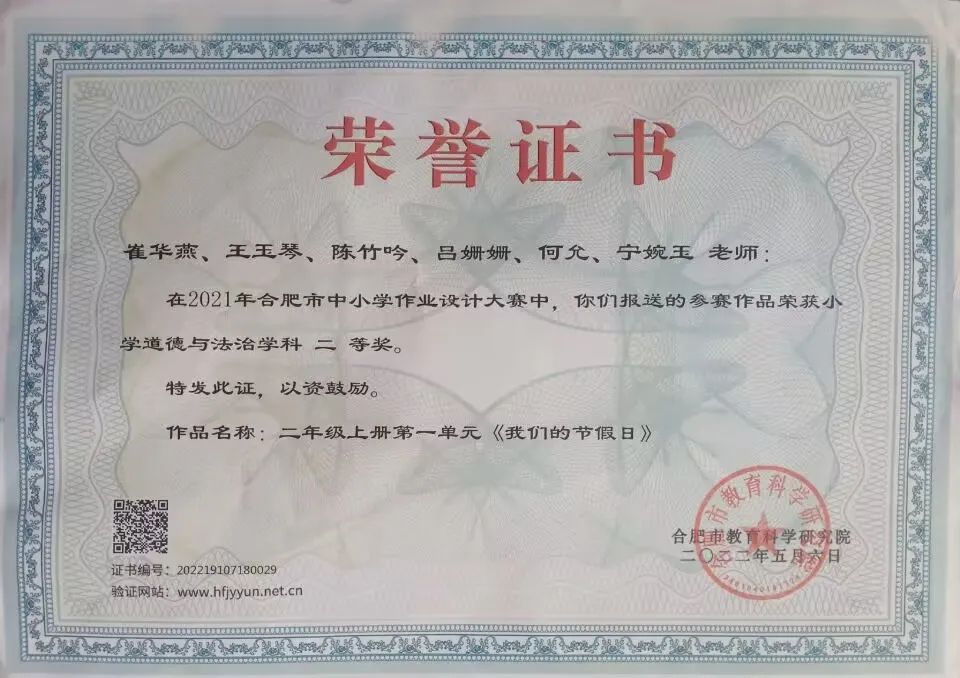 荣誉证书
崔华燕、王玉琴、陈竹吟、吕姗姗、何允、宁婉玉 老师：
在2021年合肥市中小学作业设计大赛中，你们报送的参赛作品荣获小
学道德与法治学科 二 等奖。
特发此证，以资鼓励。
作品名称：二年级上册第一单元《我们的节假日》
合肥市教育科学研究院
二〇二二年五月六日
证书编号：202219107180029
验证网站：www.hfjyyun.net.cn